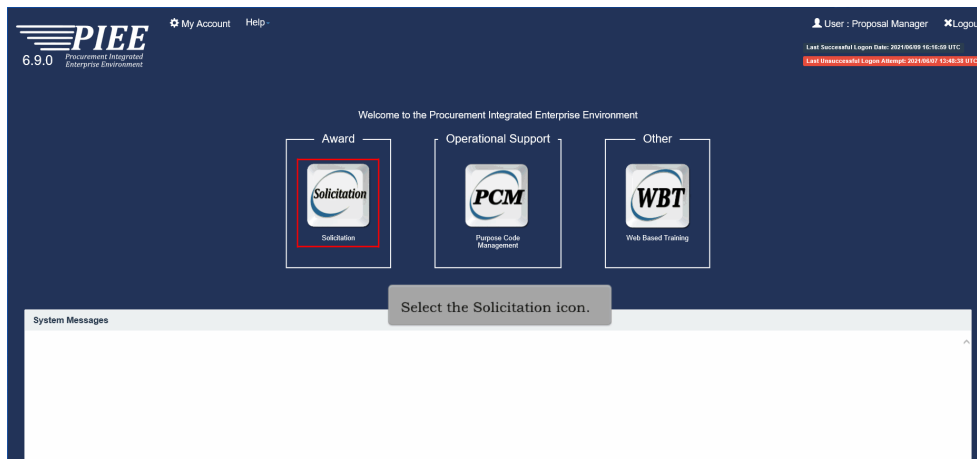 PIEE
6.9.0 Procurement Integrated
Enterprise Environment
My Account Help
User : Proposal Manager Logou
Last Successful Logon Date: 2021/06/09 16:16:59 UTC
Last Unsuccessful Logon Attempt: 2021/06/07 13:48:38 UTC
Welcome to the Procurement Integrated Enterprise Environment
Award
Solicitation
Solicitation
Operational Support
PCM
Purpose Code
Management
Other
WBT
Web Based Training
Select the Solicitation icon.
System Messages